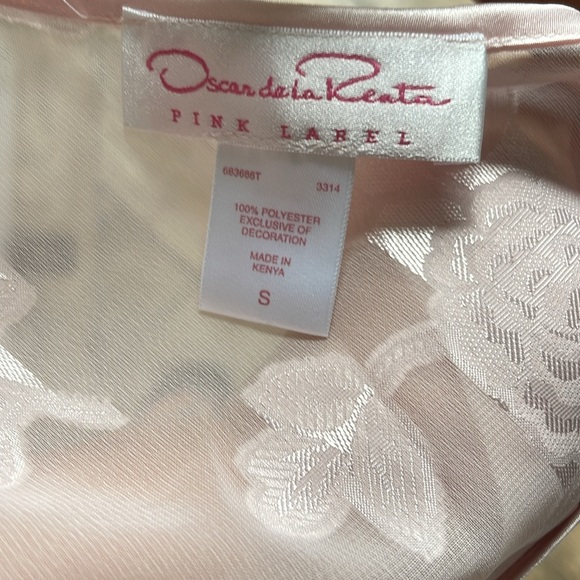 Oscar de la Renta
PINK LABEL
683686T 3314
100% POLYESTER
EXCLUSIVE OF
DECORATION
MADE IN
KENYA
S